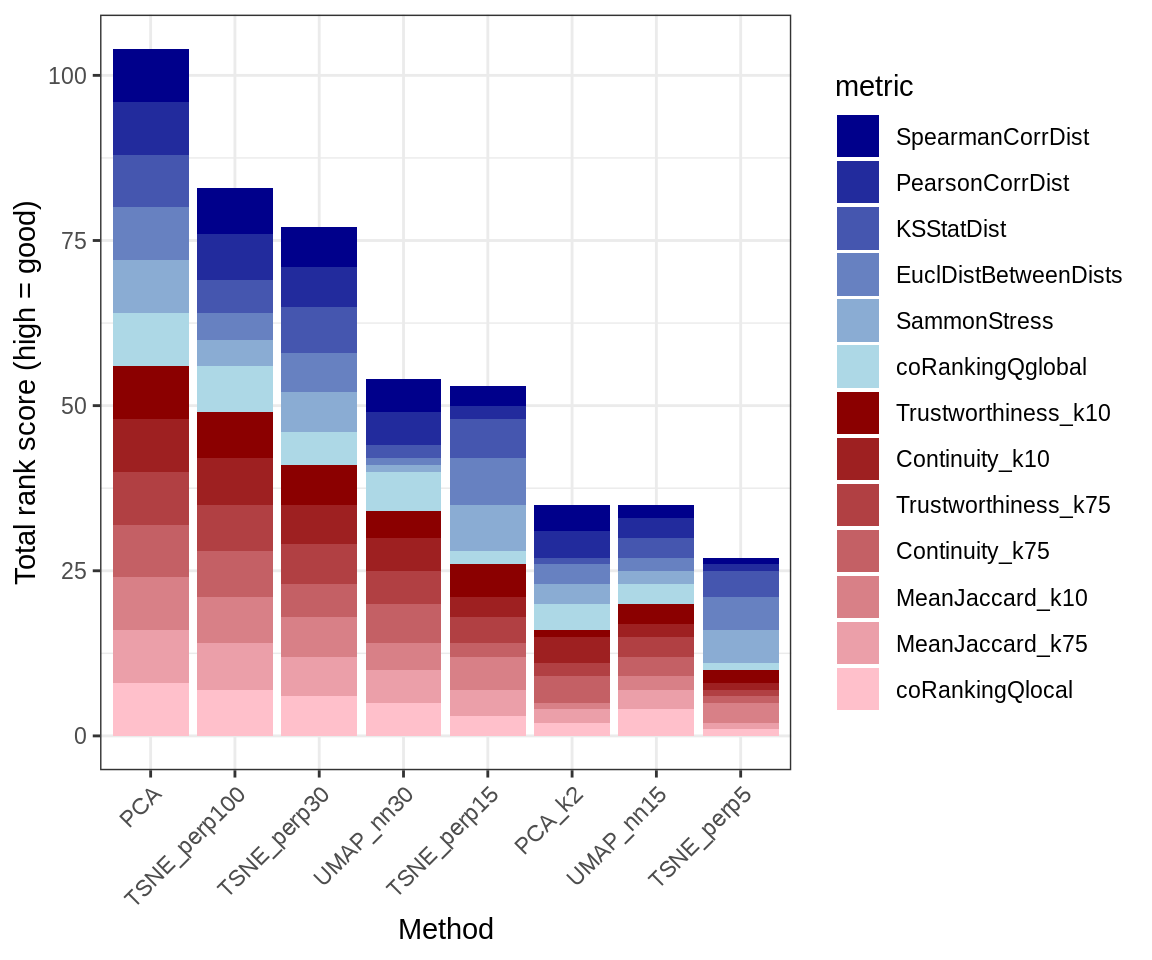 Total rank score (high = good)
100
75
50
25
0
PCA
TSNE_perp100
TSNE_perp30
UMAP_nn30
TSNE_perp15
PCA_k2
UMAP_nn15
TSNE_perp5
Method
metric
SpearmanCorrDist
PearsonCorrDist
KSStatDist
EuclDistBetweenDists
SammonStress
coRankingQglobal
Trustworthiness_k10
Continuity_k10
Trustworthiness_k75
Continuity_k75
MeanJaccard_k10
MeanJaccard_k75
coRankingQlocal